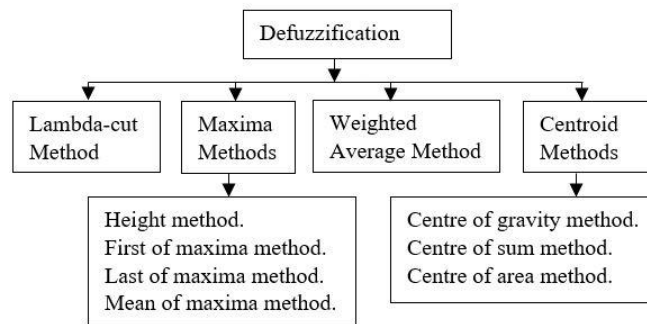 Defuzzification
Lambda-cut
Method
Maxima
Methods
Weighted
Average Method
Centroid
Methods
Height method.
First of maxima method.
Last of maxima method.
Mean of maxima method.
Centre of gravity method.
Centre of sum method.
Centre of area method.